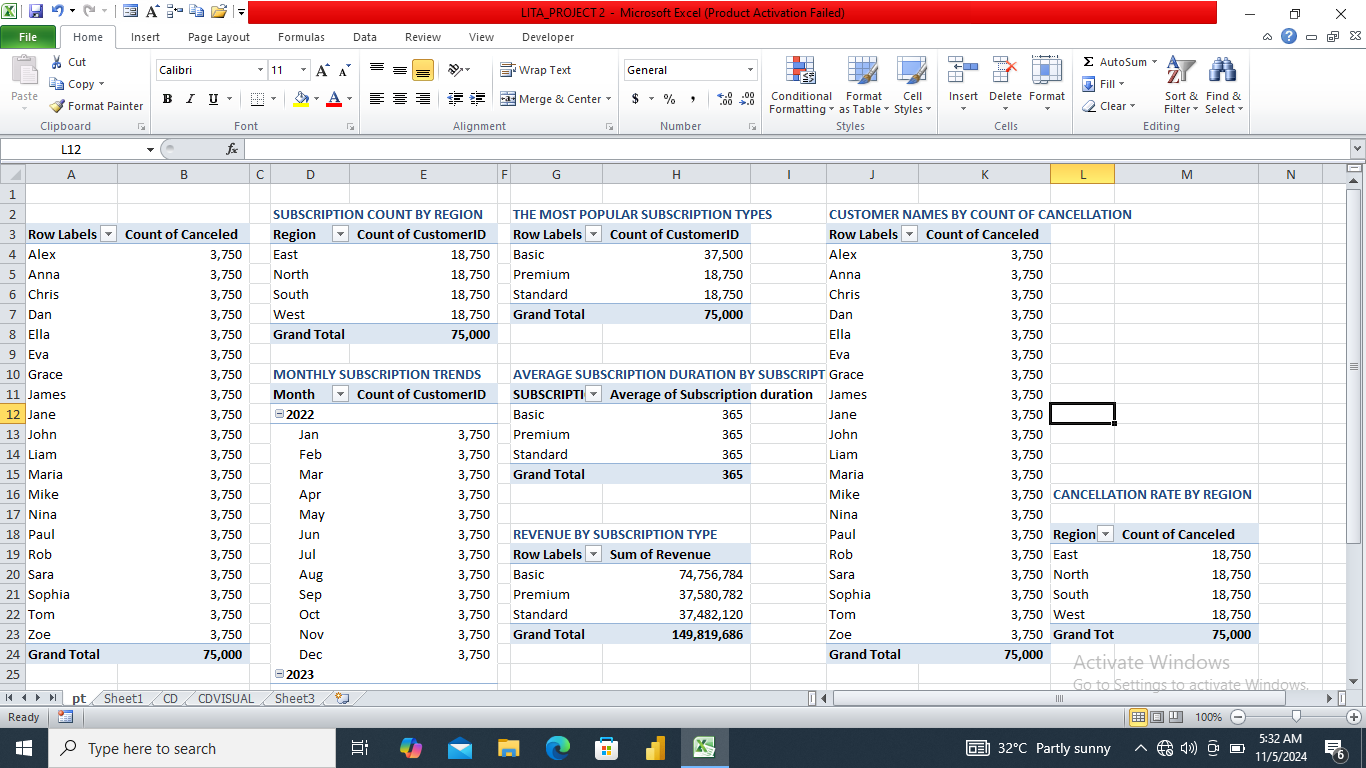 LITA_PROJECT 2 - Microsoft Excel (Product Activation Failed)
File Home Insert Page Layout Formulas Data Review View Developer
Paste
Cut
Copy
Format Painter
Clipboard
Calibri 11
B I U
Font
Wrap Text
Merge & Center
Alignment
General
$ % ,
Number
Conditional Formatting
Format as Table
Cell Styles
Styles
Insert Delete Format
Cells
AutoSum
Fill
Clear
Sort & Filter
Find & Select
Editing
L12 fx
A B C D E F G H I J K L M N
1
2 SUBSCRIPTION COUNT BY REGION THE MOST POPULAR SUBSCRIPTION TYPES CUSTOMER NAMES BY COUNT OF CANCELLATION
3 Row Labels Count of Canceled Region Count of CustomerID Row Labels Count of CustomerID Row Labels Count of Canceled
4 Alex 3,750 East 18,750 Basic 37,500 Alex 3,750
5 Anna 3,750 North 18,750 Premium 18,750 Anna 3,750
6 Chris 3,750 South 18,750 Standard 18,750 Chris 3,750
7 Dan 3,750 West 18,750 Grand Total 75,000 Dan 3,750
8 Ella 3,750 Grand Total 75,000 Ella 3,750
9 Eva 3,750 Eva 3,750
10 Grace 3,750 MONTHLY SUBSCRIPTION TRENDS AVERAGE SUBSCRIPTION DURATION BY SUBSCRIPT Grace 3,750
11 James 3,750 Month Count of CustomerID SUBSCRIPTI Average of Subscription duration James 3,750
12 Jane 3,750 2022 Basic 365 Jane 3,750
13 John 3,750 Jan 3,750 Premium 365 John 3,750
14 Liam 3,750 Feb 3,750 Standard 365 Liam 3,750
15 Maria 3,750 Mar 3,750 Grand Total 365 Maria 3,750
16 Mike 3,750 Apr 3,750 Mike 3,750 CANCELLATION RATE BY REGION
17 Nina 3,750 May 3,750 Nina 3,750
18 Paul 3,750 Jun 3,750 REVENUE BY SUBSCRIPTION TYPE Paul 3,750 Region Count of Canceled
19 Rob 3,750 Jul 3,750 Row Labels Sum of Revenue Rob 3,750 East 18,750
20 Sara 3,750 Aug 3,750 Basic 74,756,784 Sara 3,750 North 18,750
21 Sophia 3,750 Sep 3,750 Premium 37,580,782 Sophia 3,750 South 18,750
22 Tom 3,750 Oct 3,750 Standard 37,482,120 Tom 3,750 West 18,750
23 Zoe 3,750 Nov 3,750 Grand Total 149,819,686 Zoe 3,750 Grand Tot 75,000
24 Grand Total 75,000 Dec 3,750 Grand Total 75,000
25 2023
Activate Windows
Go to Settings to activate Windows.
pt Sheet1 CD CDVISUAL Sheet3
Ready 100%
Type here to search
32°C Partly sunny
5:32 AM
11/5/2024
6